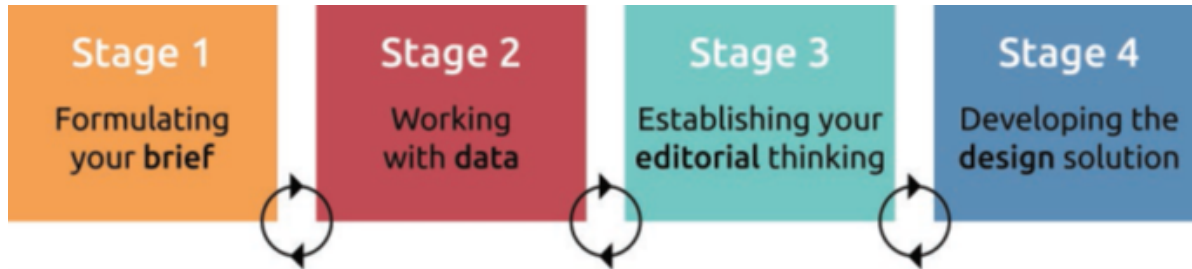 Stage 1
Formulating
your brief
Stage 2
Working
with data
Stage 3
Establishing your
editorial thinking
Stage 4
Developing the
design solution